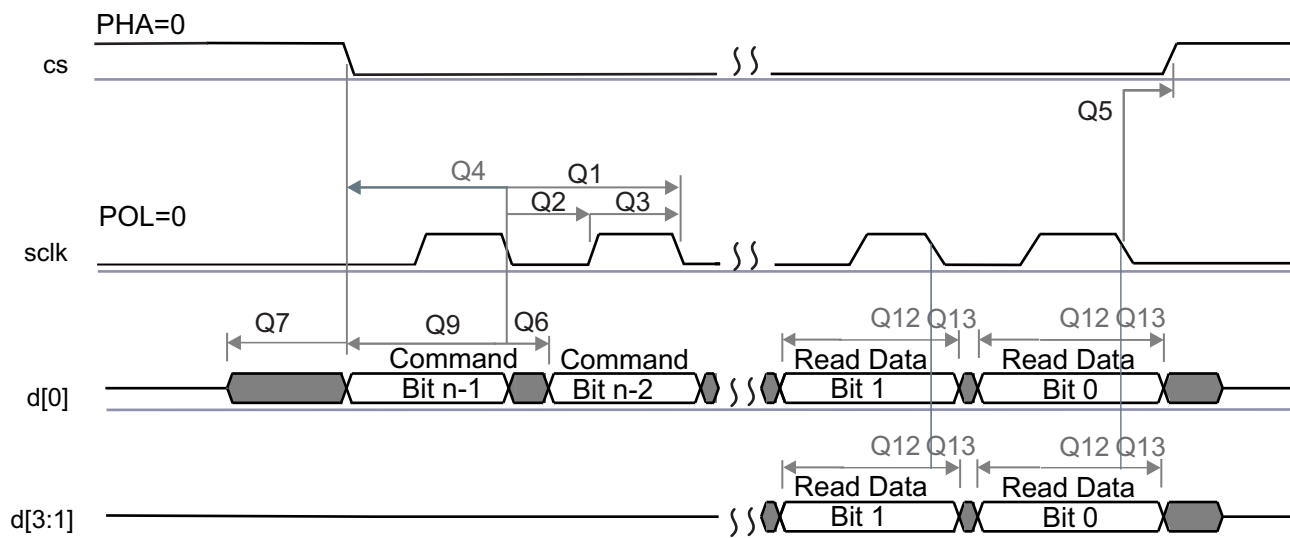 PHA=0
cs
Q5
Q4 Q1
Q2 Q3
POL=0
sclk
Q7 Q9 Q6 Q12 Q13 Q12 Q13
Command Command Read Data Read Data
d[0] Bit n-1 Bit n-2 Bit 1 Bit 0
Q12 Q13 Q12 Q13
Read Data Read Data
d[3:1] Bit 1 Bit 0